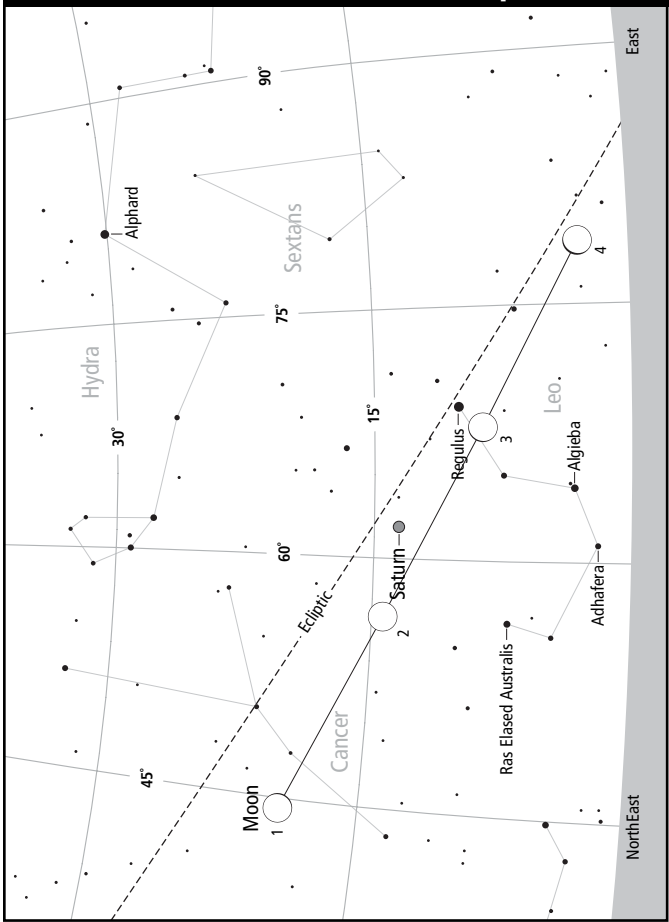 East
90°
Alphard
Sextans
75°
Hydra
30°
15°
Leo
4
3
Regulus
Algieba
60°
Saturn
Ecliptic
2
Adhafera
Ras Elased Australis
Cancer
45°
Moon
1
NorthEast